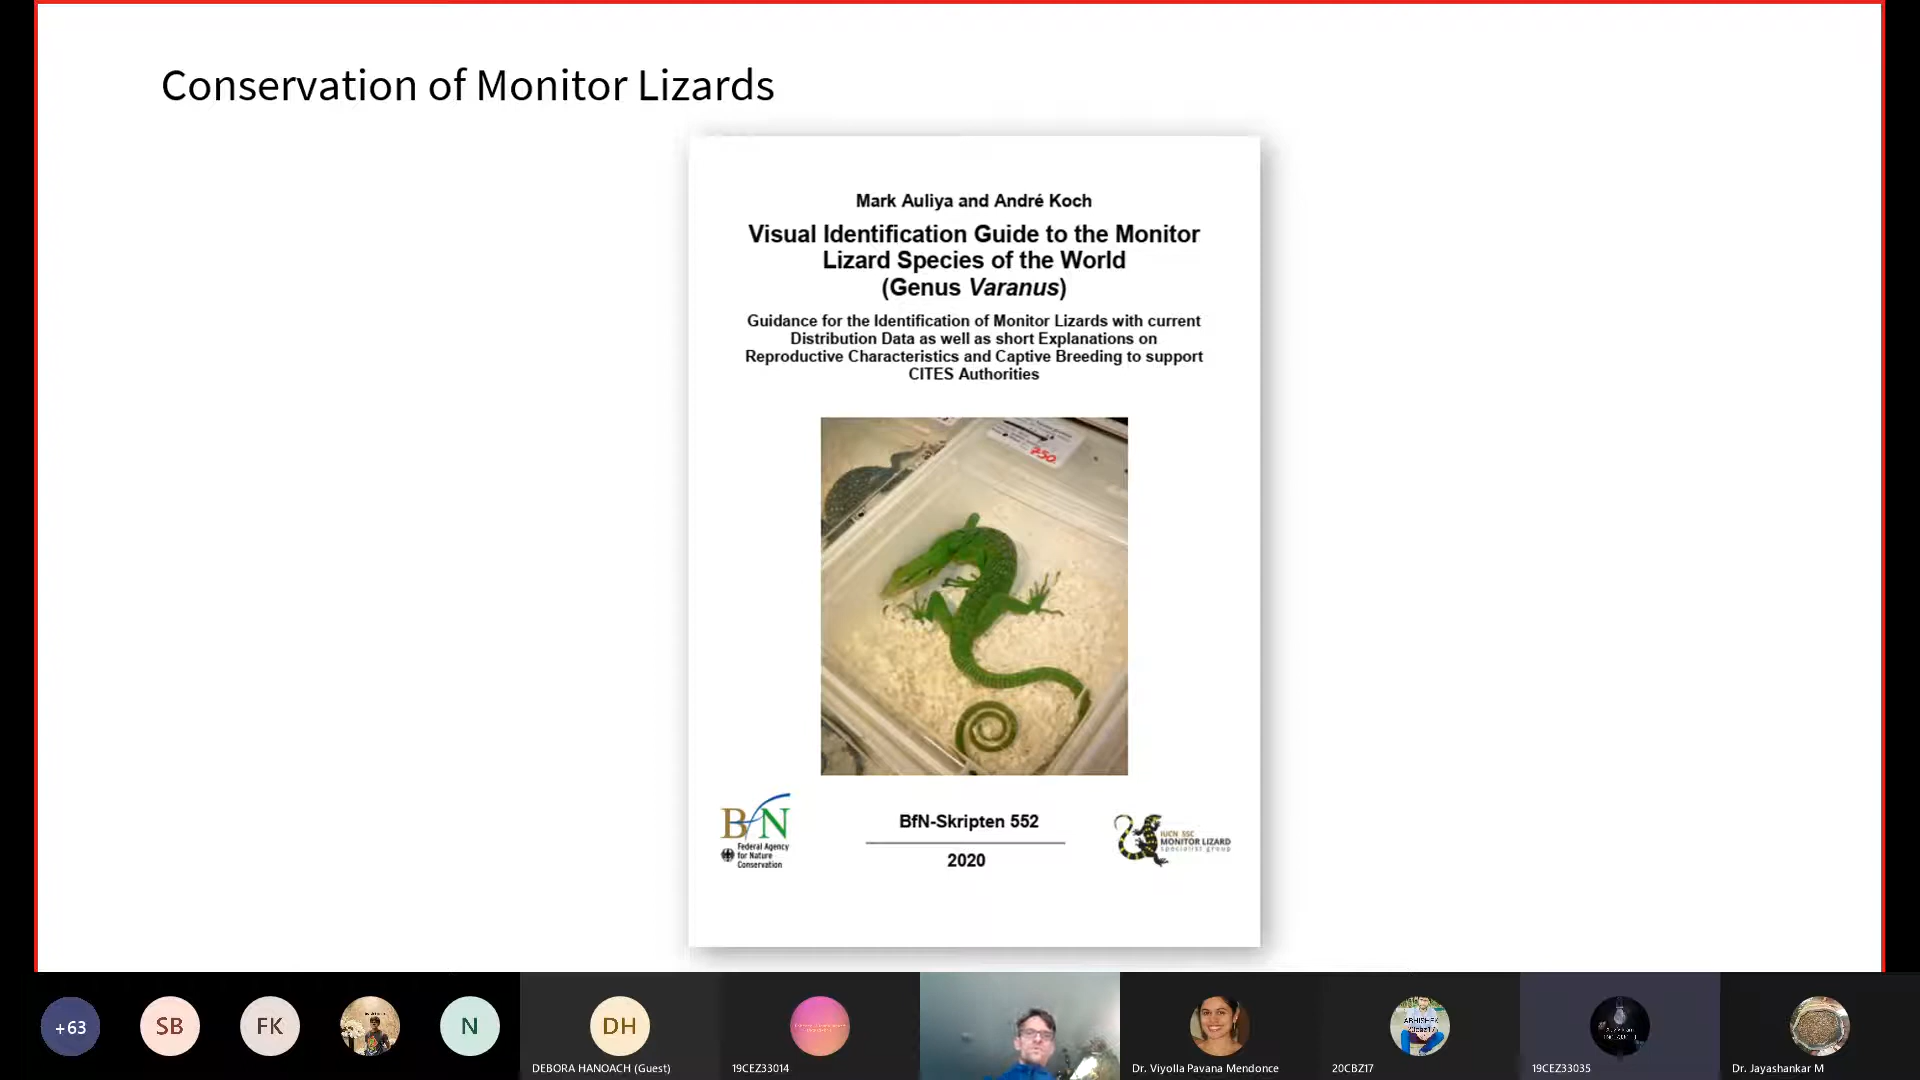 Conservation of Monitor Lizards
Mark Auliya and André Koch
Visual Identification Guide to the Monitor
Lizard Species of the World
(Genus Varanus)
Guidance for the Identification of Monitor Lizards with current
Distribution Data as well as short Explanations on
Reproductive Characteristics and Captive Breeding to support
CITES Authorities
250.
BfN
Federal Agency
for Nature
Conservation
BfN-Skripten 552
2020
IUCN SSC
MONITOR LIZARD
specialist group
+63
SB
FK
N
DH
DEBORA HANOACH (Guest)
19CEZ33014
Dr. Viyolla Pavana Mendonce
ABHISHEK
20cbz17
20CBZ17
19CEZ33035
Dr. Jayashankar M